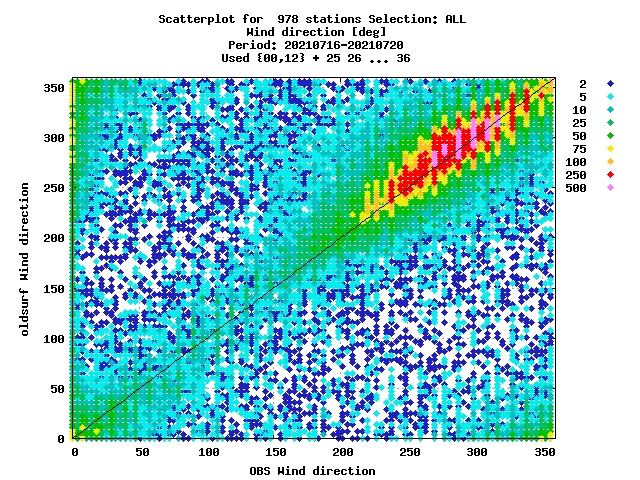 Scatterplot for 978 stations Selection: ALL
Wind direction [deg]
Period: 20210716-20210720
Used {00,12} + 25 26 ... 36
oldsurf Wind direction
350
300
250
200
150
100
50
0
0 50 100 150 200 250 300 350
OBS Wind direction
2
5
10
25
50
75
100
250
500